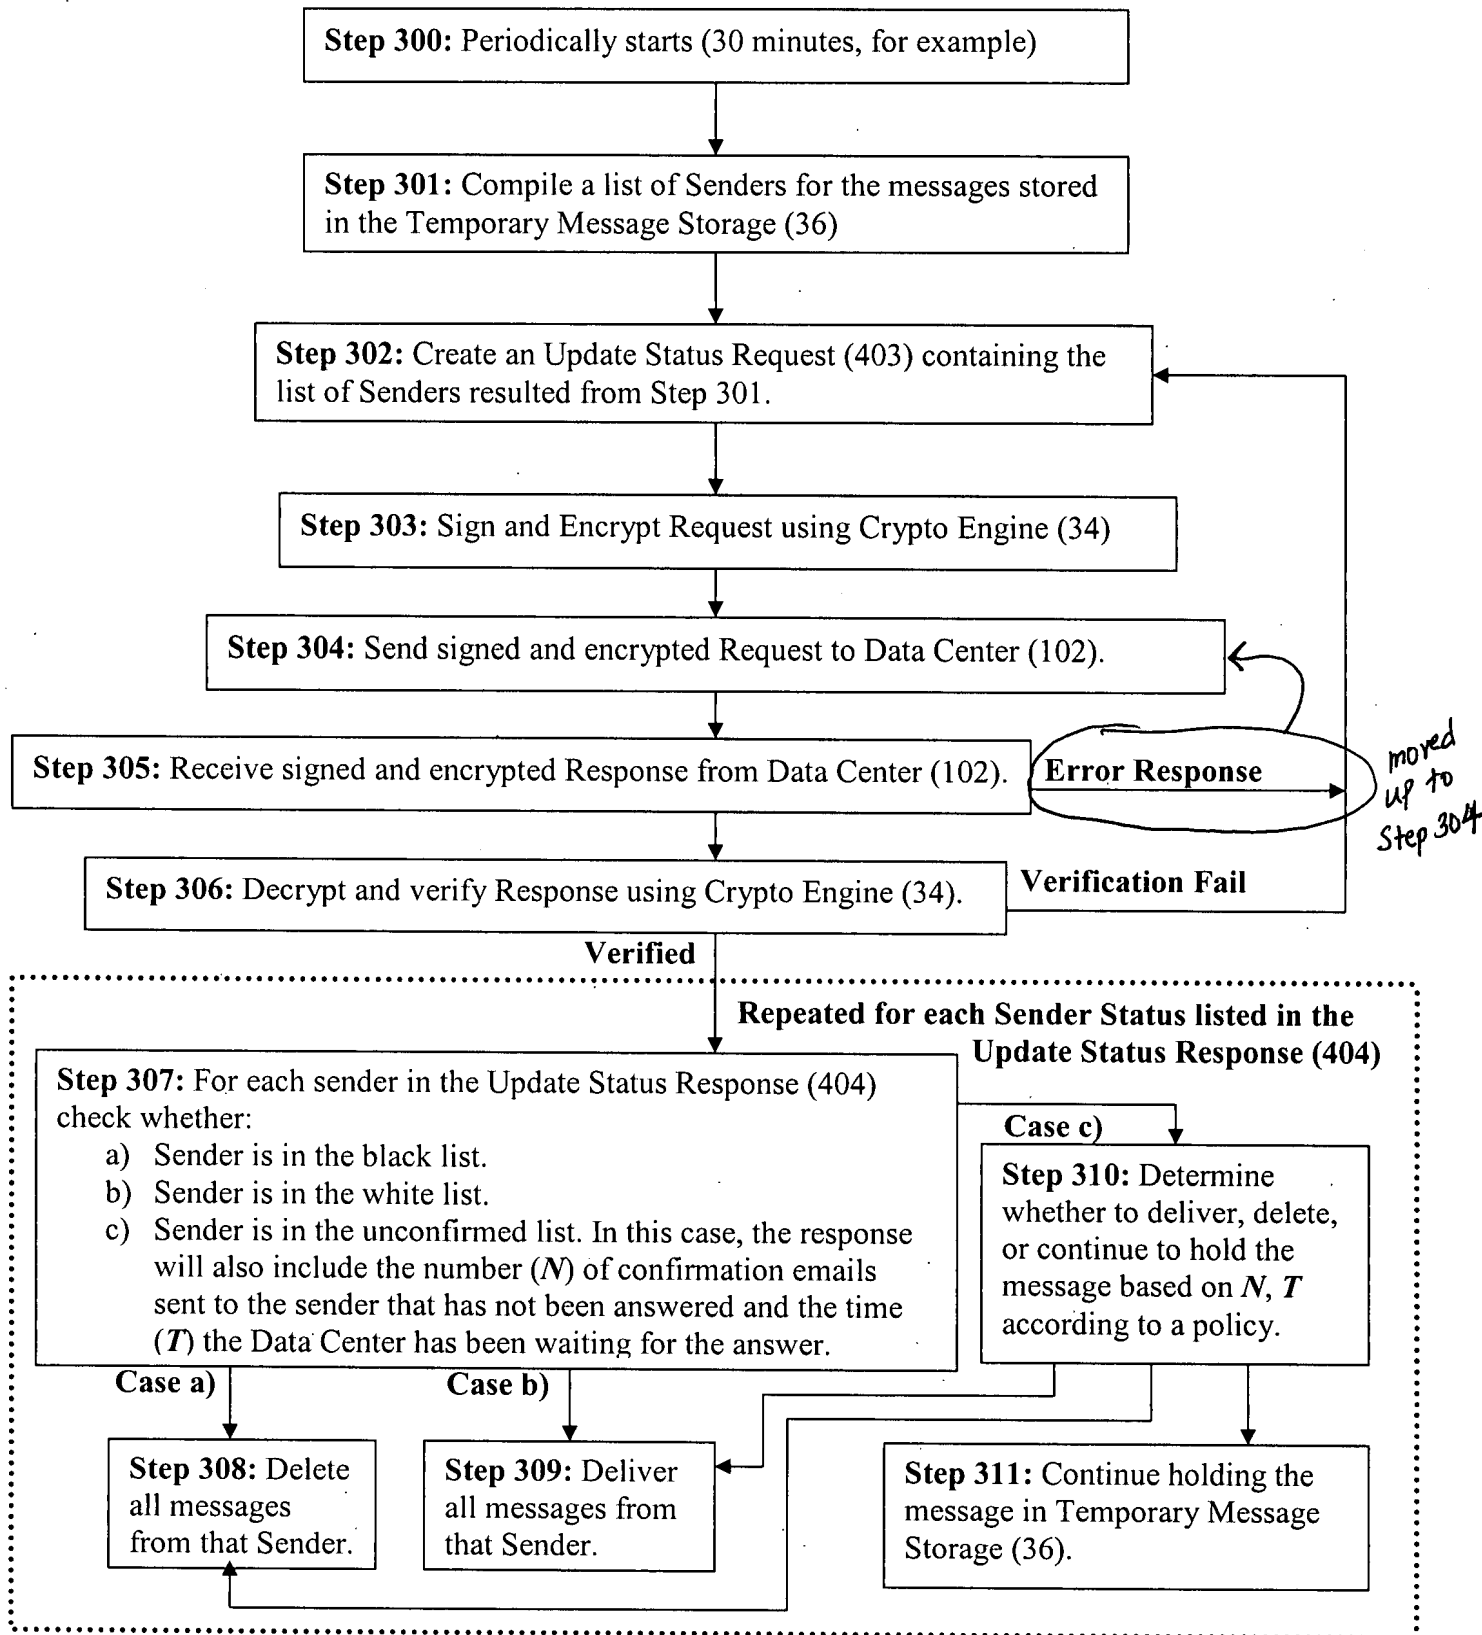 Step 300: Periodically starts (30 minutes, for example)
Step 301: Compile a list of Senders for the messages stored
in the Temporary Message Storage (36)
Step 302: Create an Update Status Request (403) containing the
list of Senders resulted from Step 301.
Step 303: Sign and Encrypt Request using Crypto Engine (34)
Step 304: Send signed and encrypted Request to Data Center (102).
Step 305: Receive signed and encrypted Response from Data Center (102).
Error Response
moved
up to
Step 304
Step 306: Decrypt and verify Response using Crypto Engine (34).
Verification Fail
Verified
Repeated for each Sender Status listed in the
Update Status Response (404)
Step 307: For each sender in the Update Status Response (404)
check whether:
a) Sender is in the black list.
b) Sender is in the white list.
c) Sender is in the unconfirmed list. In this case, the response
will also include the number (N) of confirmation emails
sent to the sender that has not been answered and the time
(T) the Data Center has been waiting for the answer.
Case c)
Step 310: Determine
whether to deliver, delete,
or continue to hold the
message based on N, T
according to a policy.
Case a)
Case b)
Step 308: Delete
all messages
from that Sender.
Step 309: Deliver
all messages from
that Sender.
Step 311: Continue holding the
message in Temporary Message
Storage (36).